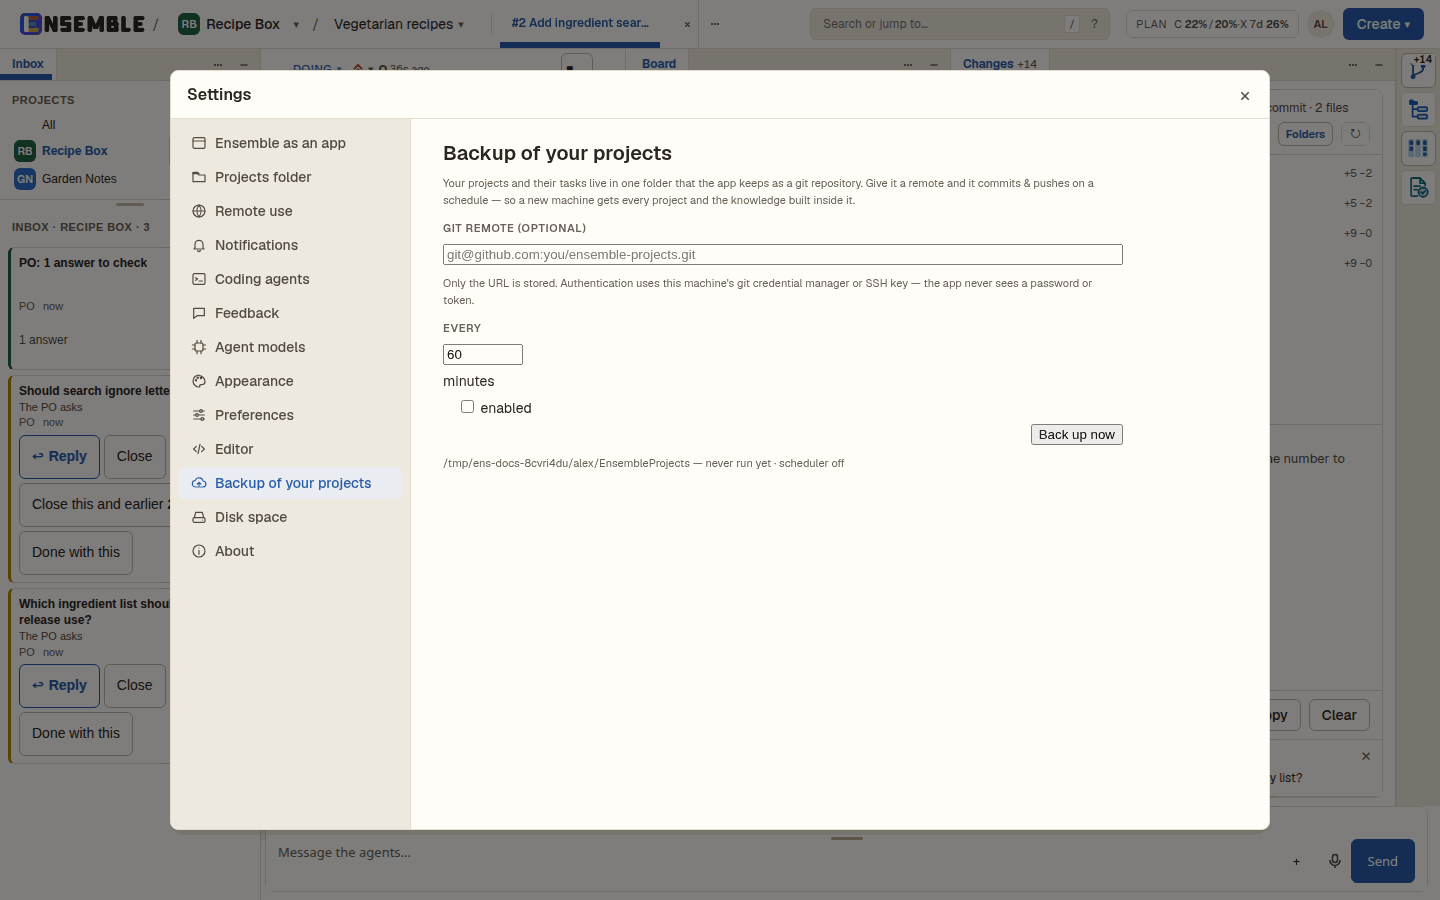 ENSEMBLE / RB Recipe Box ▾ / Vegetarian recipes ▾ #2 Add ingredient sear... × ... Search or jump to... / ? PLAN C 22% / 20% · X 7d 26% AL Create ▾
Inbox ... – DOING 36s ago Board ... – Changes +14 ... – +14
Settings ×
PROJECTS
All
RB Recipe Box
GN Garden Notes
INBOX · RECIPE BOX · 3
PO: 1 answer to check
PO now
1 answer
Should search ignore lette
The PO asks
PO now
↩ Reply Close
Close this and earlier
Done with this
Which ingredient list shou
release use?
The PO asks
PO now
↩ Reply Close
Done with this
Ensemble as an app
Projects folder
Remote use
Notifications
Coding agents
Feedback
Agent models
Appearance
Preferences
Editor
Backup of your projects
Disk space
About
Backup of your projects
Your projects and their tasks live in one folder that the app keeps as a git repository. Give it a remote and it commits & pushes on a
schedule — so a new machine gets every project and the knowledge built inside it.
GIT REMOTE (OPTIONAL)
git@github.com:you/ensemble-projects.git
Only the URL is stored. Authentication uses this machine's git credential manager or SSH key — the app never sees a password or
token.
EVERY
60
minutes
enabled
Back up now
/tmp/ens-docs-8cvri4du/alex/EnsembleProjects — never run yet · scheduler off
commit · 2 files
Folders
+5 −2
+5 −2
+9 −0
+9 −0
number to
Clear
×
list?
Message the agents...
+ Send